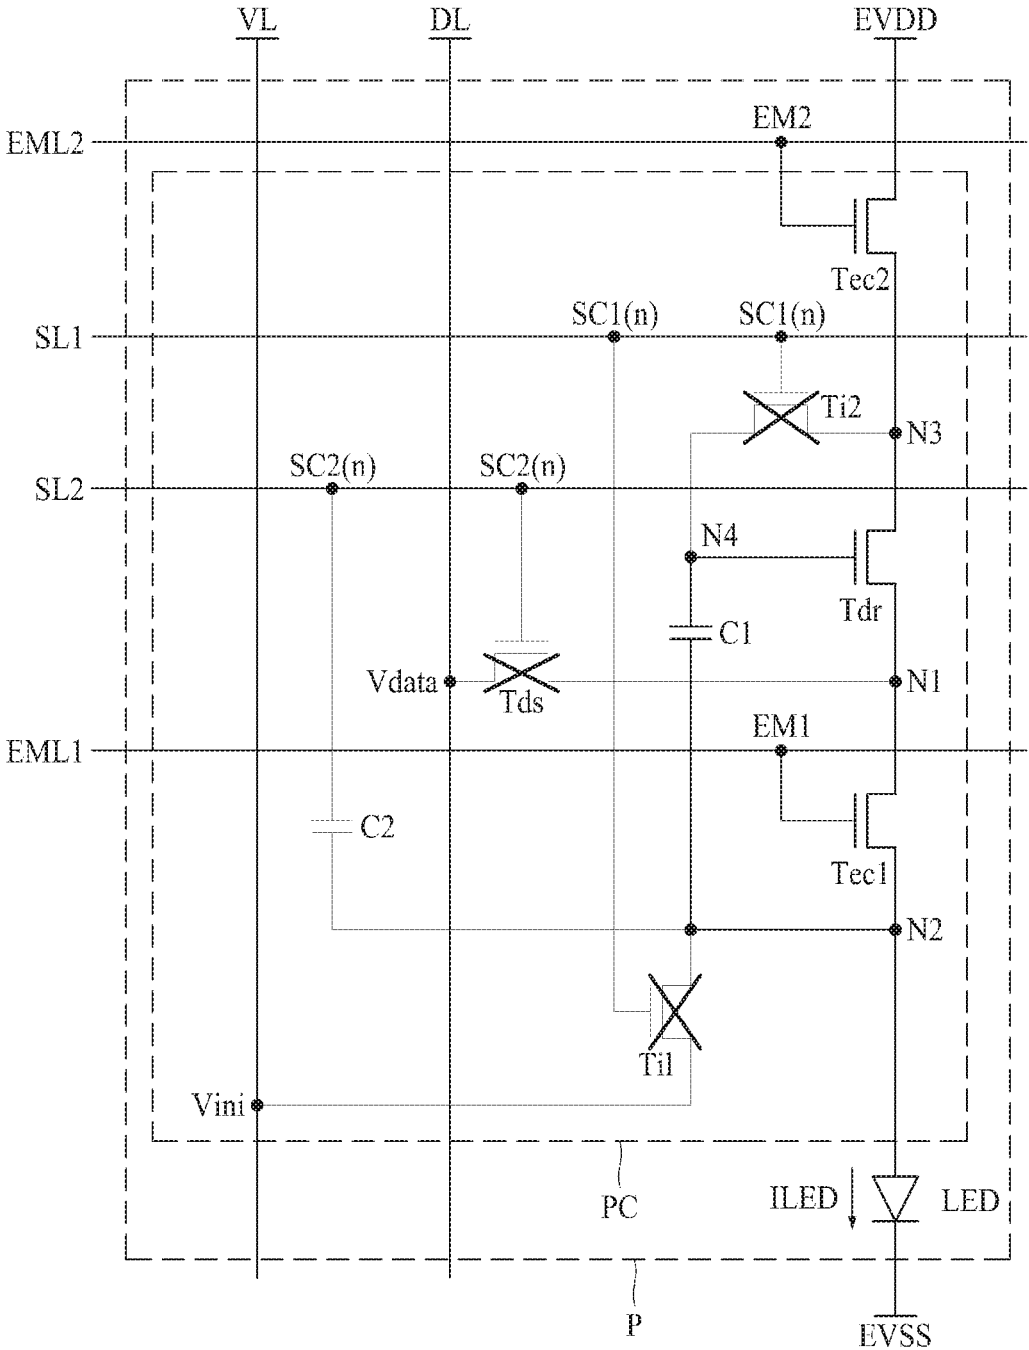 VL DL EVDD
EM2
EML2
Tec2
SC1(n) SC1(n)
SL1
Ti2
N3
SC2(n) SC2(n)
SL2
N4
Tdr
C1
Vdata
Tds
N1
EM1
EML1
C2
Tec1
N2
Ti1
Vini
PC
ILED
LED
P
EVSS